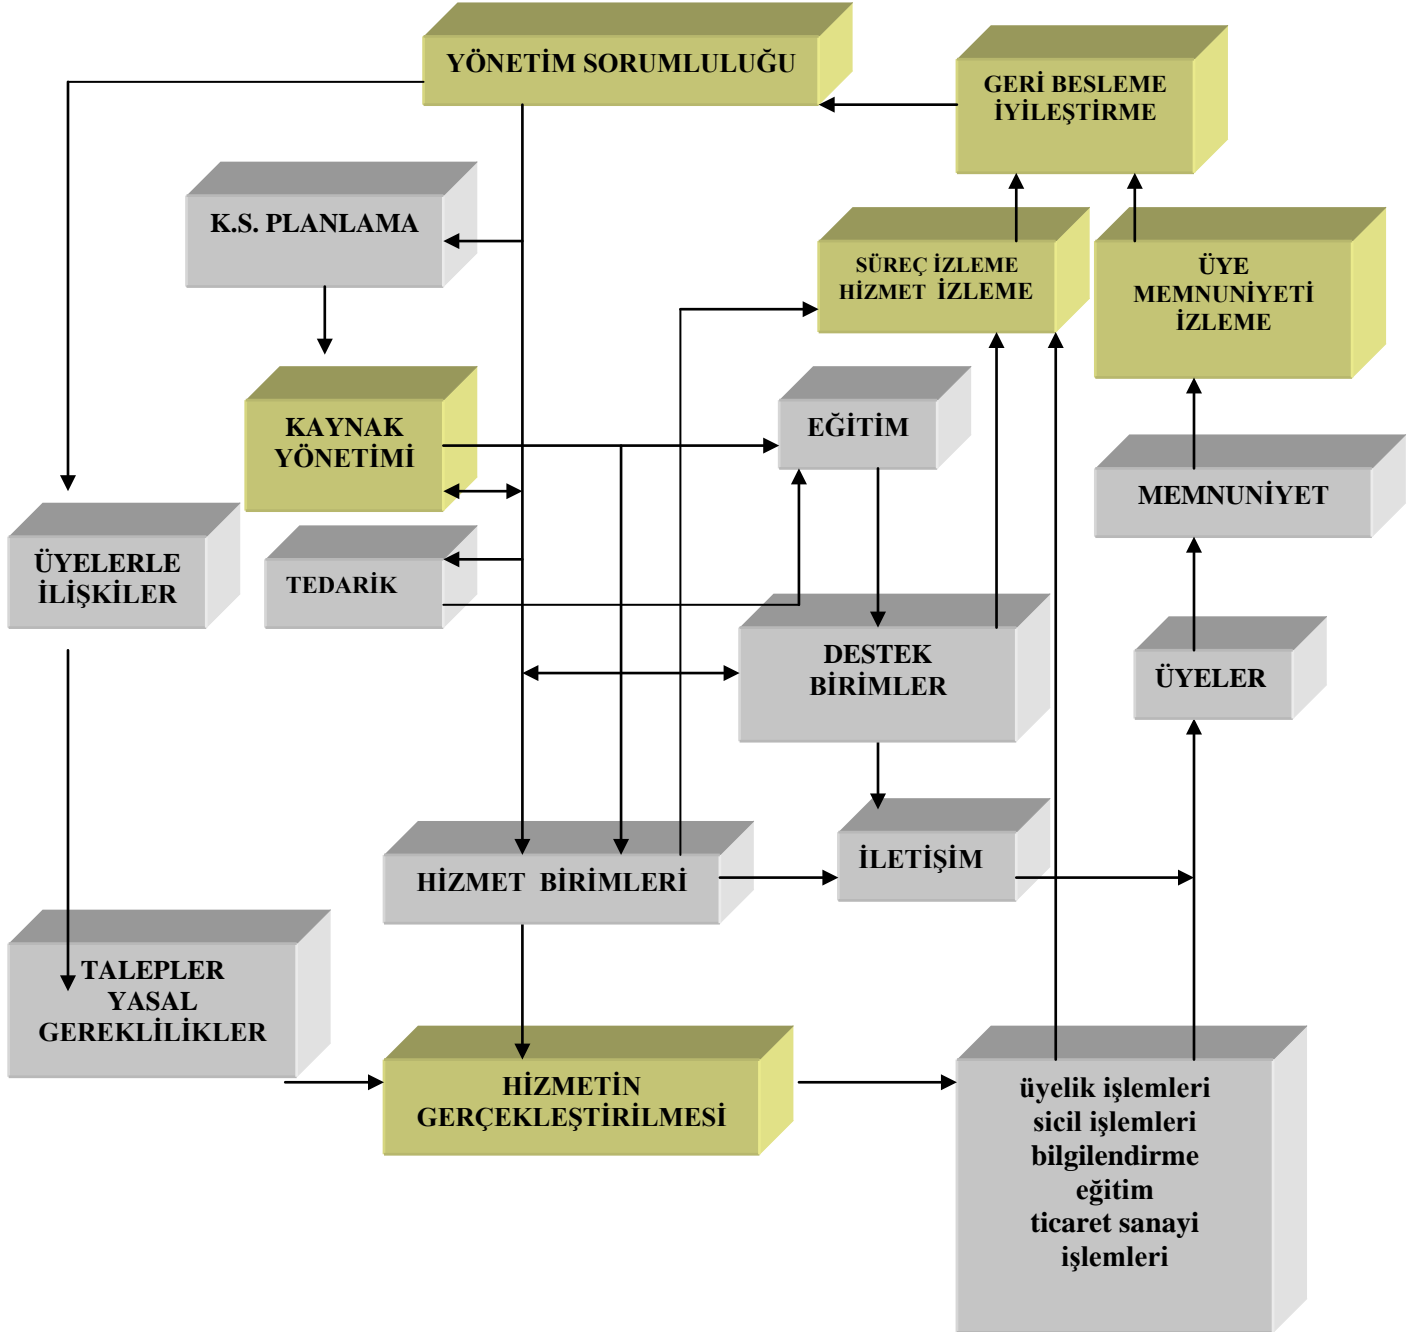 YÖNETİM SORUMLULUĞU
GERİ BESLEME
İYİLEŞTİRME
K.S. PLANLAMA
SÜREÇ İZLEME
HİZMET İZLEME
ÜYE
MEMNUNİYETİ
İZLEME
KAYNAK
YÖNETİMİ
EĞİTİM
MEMNUNİYET
ÜYELERLE
İLİŞKİLER
TEDARİK
DESTEK
BİRİMLER
ÜYELER
HİZMET BİRİMLERİ
İLETİŞİM
TALEPLER
YASAL
GEREKLİLİKLER
HİZMETİN
GERÇEKLEŞTİRİLMESİ
üyelik işlemleri
sicil işlemleri
bilgilendirme
eğitim
ticaret sanayi
işlemleri